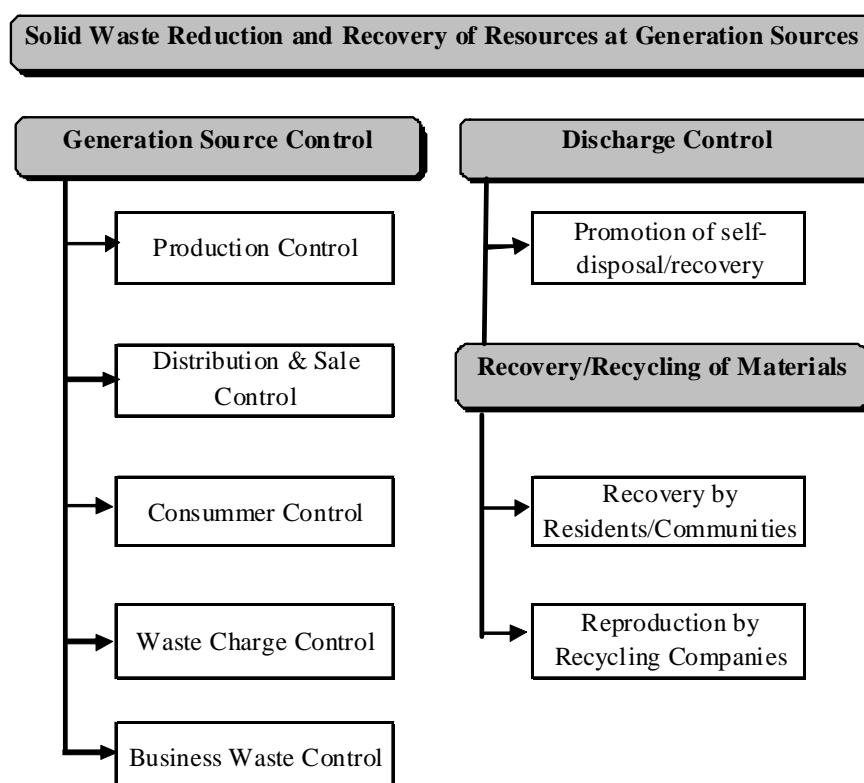 Solid Waste Reduction and Recovery of Resources at Generation Sources
Generation Source Control
Production Control
Distribution & Sale
Control
Consummer Control
Waste Charge Control
Business Waste Control
Discharge Control
Promotion of self-
disposal/recovery
Recovery/Recycling of Materials
Recovery by
Residents/Communities
Reproduction by
Recycling Companies